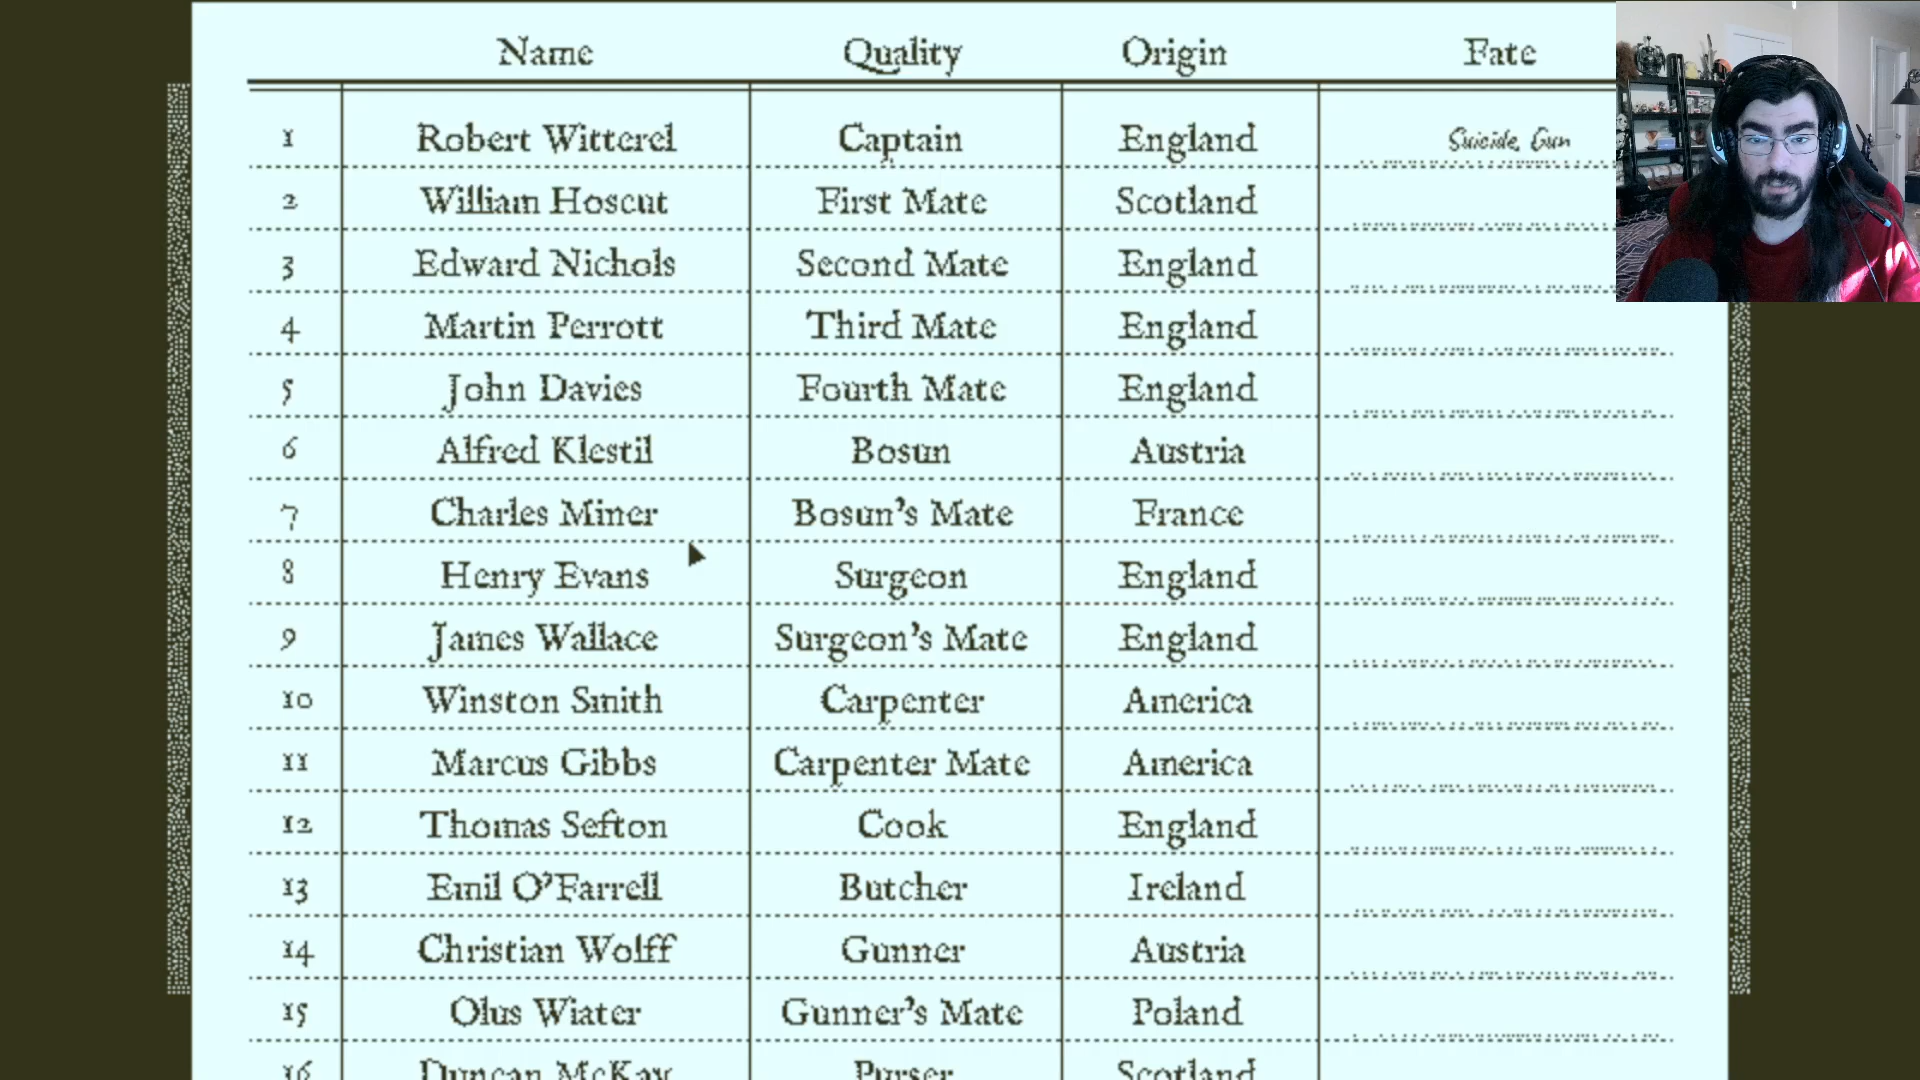 Name Quality Origin Fate
1 Robert Witterel Captain England Suicide, Gun
2 William Hoscut First Mate Scotland
3 Edward Nichols Second Mate England
4 Martin Perrott Third Mate England
5 John Davies Fourth Mate England
6 Alfred Klestil Bosun Austria
7 Charles Miner Bosun's Mate France
8 Henry Evans Surgeon England
9 James Wallace Surgeon's Mate England
10 Winston Smith Carpenter America
11 Marcus Gibbs Carpenter Mate America
12 Thomas Sefton Cook England
13 Emil O'Farrell Butcher Ireland
14 Christian Wolff Gunner Austria
15 Olus Wiater Gunner's Mate Poland
16 Duncan McKay Purser Scotland